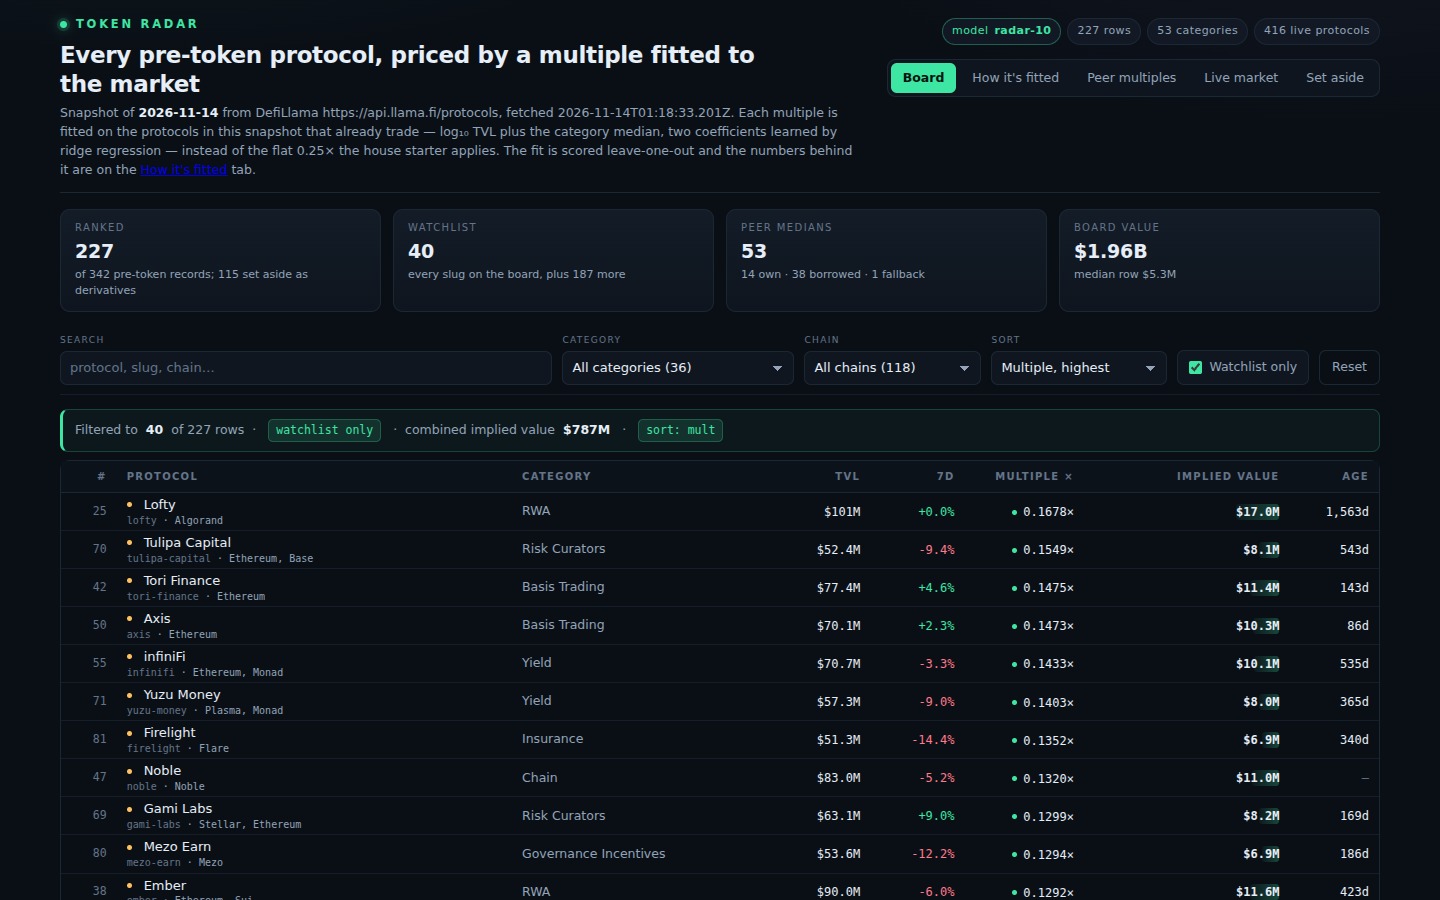 TOKEN RADAR
Every pre-token protocol, priced by a multiple fitted to
the market
Snapshot of 2026-11-14 from DefiLlama https://api.llama.fi/protocols, fetched 2026-11-14T01:18:33.201Z. Each multiple is
fitted on the protocols in this snapshot that already trade — log₁₀ TVL plus the category median, two coefficients learned by
ridge regression — instead of the flat 0.25× the house starter applies. The fit is scored leave-one-out and the numbers behind
it are on the How it's fitted tab.
model radar-10
227 rows
53 categories
416 live protocols
Board
How it's fitted
Peer multiples
Live market
Set aside
RANKED
227
of 342 pre-token records; 115 set aside as
derivatives
WATCHLIST
40
every slug on the board, plus 187 more
PEER MEDIANS
53
14 own · 38 borrowed · 1 fallback
BOARD VALUE
$1.96B
median row $5.3M
SEARCH
protocol, slug, chain...
CATEGORY
All categories (36)
CHAIN
All chains (118)
SORT
Multiple, highest
Watchlist only
Reset
Filtered to 40 of 227 rows · watchlist only · combined implied value $787M · sort: mult
# PROTOCOL CATEGORY TVL 7D MULTIPLE × IMPLIED VALUE AGE
25 Lofty RWA $101M +0.0% 0.1678× $17.0M 1,563d
lofty · Algorand
70 Tulipa Capital Risk Curators $52.4M -9.4% 0.1549× $8.1M 543d
tulipa-capital · Ethereum, Base
42 Tori Finance Basis Trading $77.4M +4.6% 0.1475× $11.4M 143d
tori-finance · Ethereum
50 Axis Basis Trading $70.1M +2.3% 0.1473× $10.3M 86d
axis · Ethereum
55 infiniFi Yield $70.7M -3.3% 0.1433× $10.1M 535d
infinifi · Ethereum, Monad
71 Yuzu Money Yield $57.3M -9.0% 0.1403× $8.0M 365d
yuzu-money · Plasma, Monad
81 Firelight Insurance $51.3M -14.4% 0.1352× $6.9M 340d
firelight · Flare
47 Noble Chain $83.0M -5.2% 0.1320× $11.0M —
noble · Noble
69 Gami Labs Risk Curators $63.1M +9.0% 0.1299× $8.2M 169d
gami-labs · Stellar, Ethereum
80 Mezo Earn Governance Incentives $53.6M -12.2% 0.1294× $6.9M 186d
mezo-earn · Mezo
38 Ember RWA $90.0M -6.0% 0.1292× $11.6M 423d
ember · Ethereum, Sui